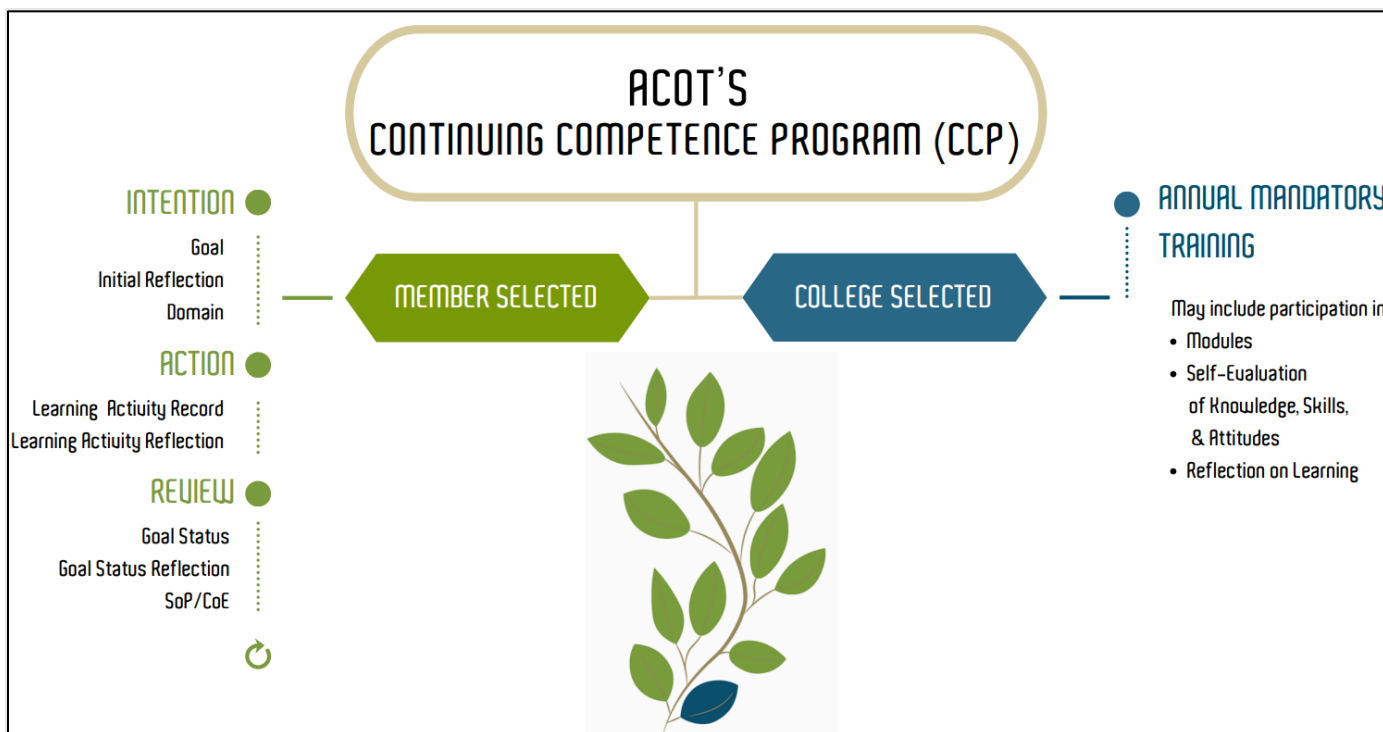 ACOT'S
CONTINUING COMPETENCE PROGRAM (CCP)
MEMBER SELECTED
COLLEGE SELECTED
INTENTION
Goal
Initial Reflection
Domain
ACTION
Learning Activity Record
Learning Activity Reflection
REVIEW
Goal Status
Goal Status Reflection
SoP/CoE
ANNUAL MANDATORY
TRAINING
May include participation in
• Modules
• Self-Evaluation
of Knowledge, Skills,
& Attitudes
• Reflection on Learning